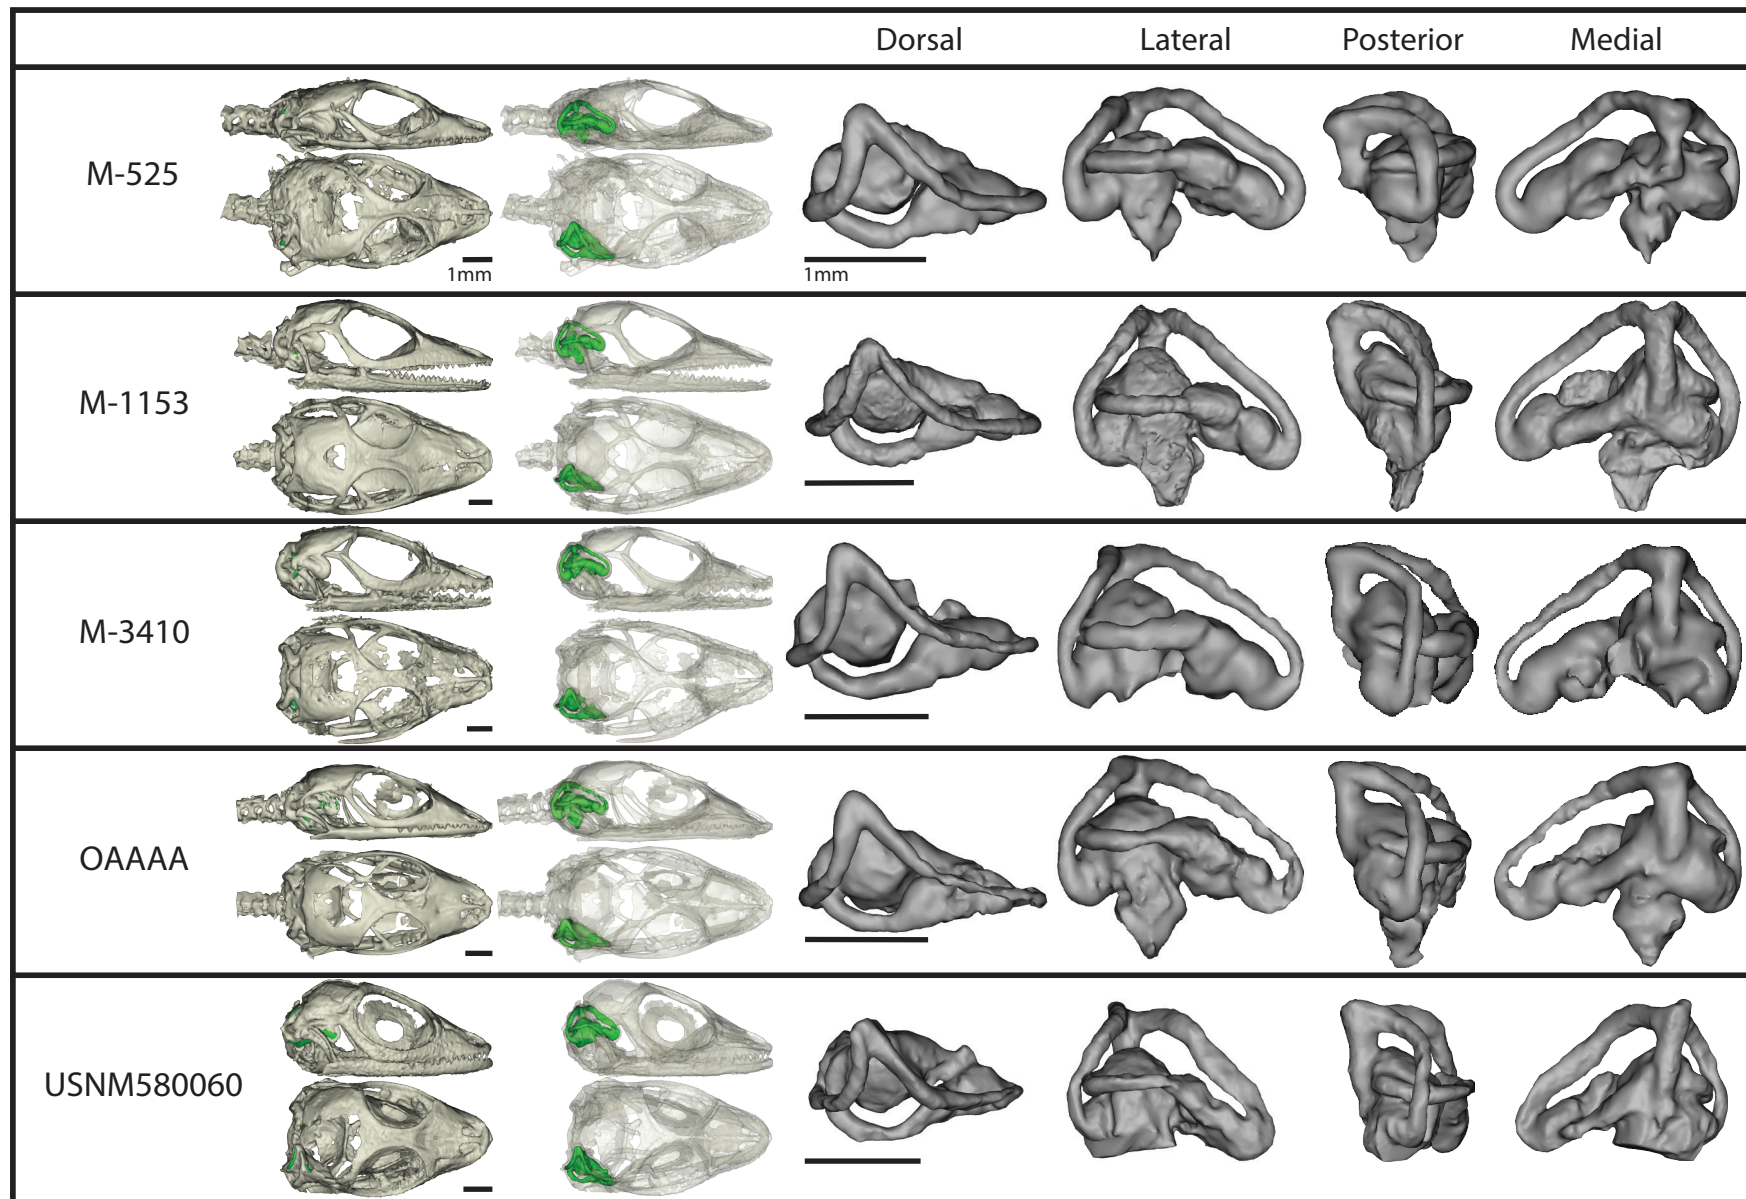 Dorsal Lateral Posterior Medial
M-525
1mm 1mm
M-1153
M-3410
OAAAA
USNM580060